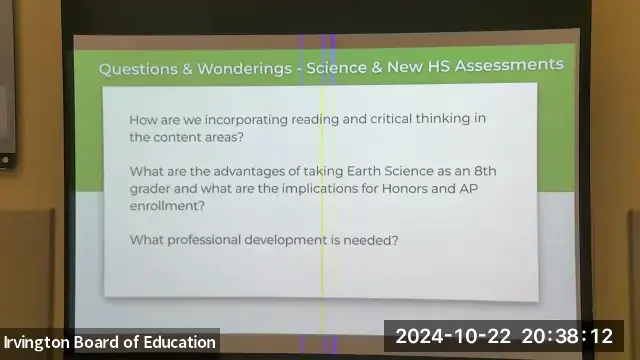 Questions & Wonderings - Science & New HS Assessments
How are we incorporating reading and critical thinking in
the content areas?
What are the advantages of taking Earth Science as an 8th
grader and what are the implications for Honors and AP
enrollment?
What professional development is needed?
Irvington Board of Education
2024-10-22 20:38:12